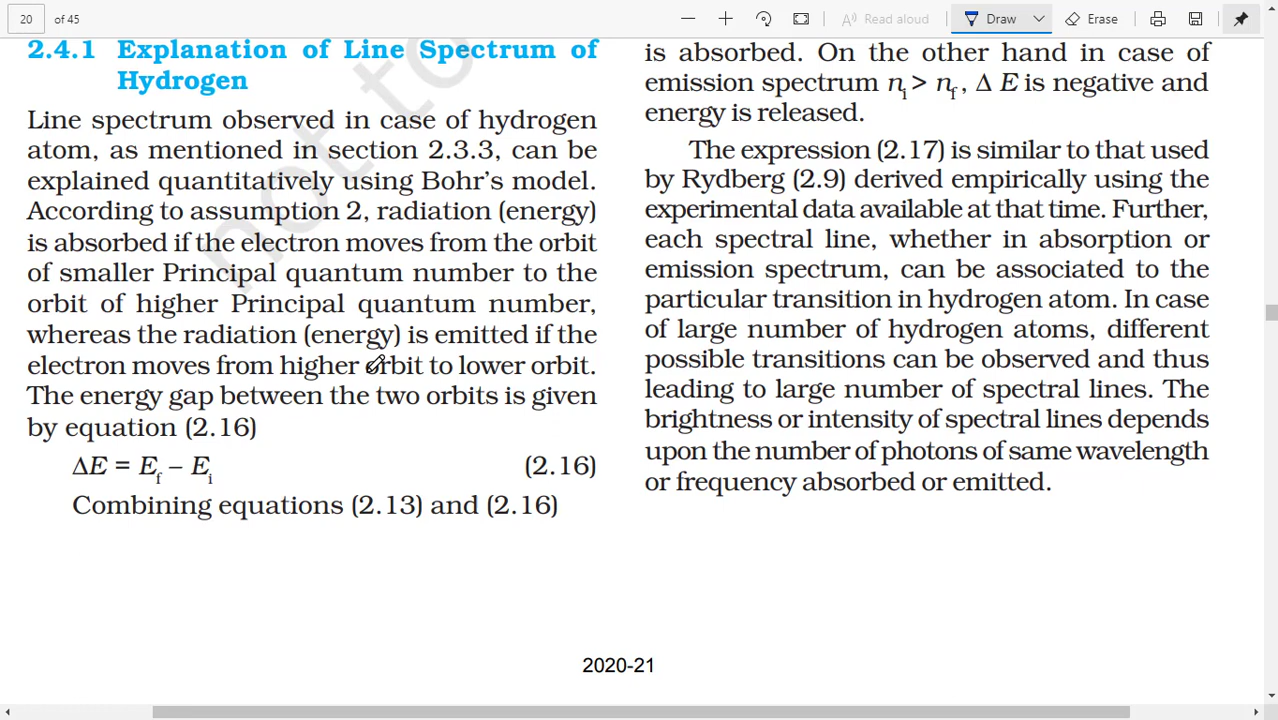 20 of 45
Read aloud
Draw
Erase
2.4.1 Explanation of Line Spectrum of
Hydrogen
Line spectrum observed in case of hydrogen
atom, as mentioned in section 2.3.3, can be
explained quantitatively using Bohr's model.
According to assumption 2, radiation (energy)
is absorbed if the electron moves from the orbit
of smaller Principal quantum number to the
orbit of higher Principal quantum number,
whereas the radiation (energy) is emitted if the
electron moves from higher orbit to lower orbit.
The energy gap between the two orbits is given
by equation (2.16)
ΔE = E_f – E_i (2.16)
Combining equations (2.13) and (2.16)
is absorbed. On the other hand in case of
emission spectrum n_i > n_f, Δ E is negative and
energy is released.
The expression (2.17) is similar to that used
by Rydberg (2.9) derived empirically using the
experimental data available at that time. Further,
each spectral line, whether in absorption or
emission spectrum, can be associated to the
particular transition in hydrogen atom. In case
of large number of hydrogen atoms, different
possible transitions can be observed and thus
leading to large number of spectral lines. The
brightness or intensity of spectral lines depends
upon the number of photons of same wavelength
or frequency absorbed or emitted.
not to
2020-21